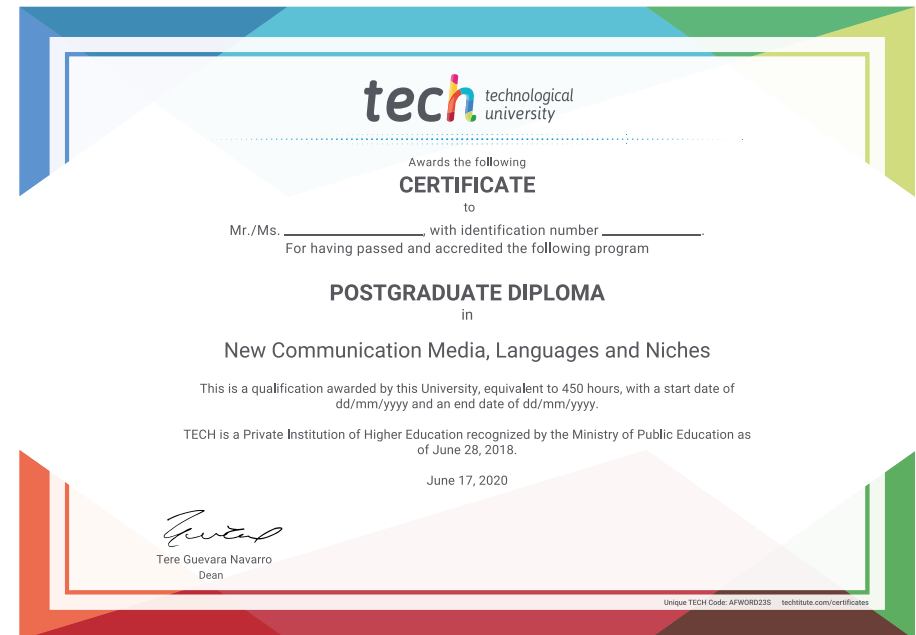 tech technological
university
Awards the following
CERTIFICATE
to
Mr./Ms. ____________, with identification number ____________.
For having passed and accredited the following program
POSTGRADUATE DIPLOMA
in
New Communication Media, Languages and Niches
This is a qualification awarded by this University, equivalent to 450 hours, with a start date of
dd/mm/yyyy and an end date of dd/mm/yyyy.
TECH is a Private Institution of Higher Education recognized by the Ministry of Public Education as
of June 28, 2018.
June 17, 2020
Tere Guevara Navarro
Dean
Unique TECH Code: AFWORD23S techtitute.com/certificates